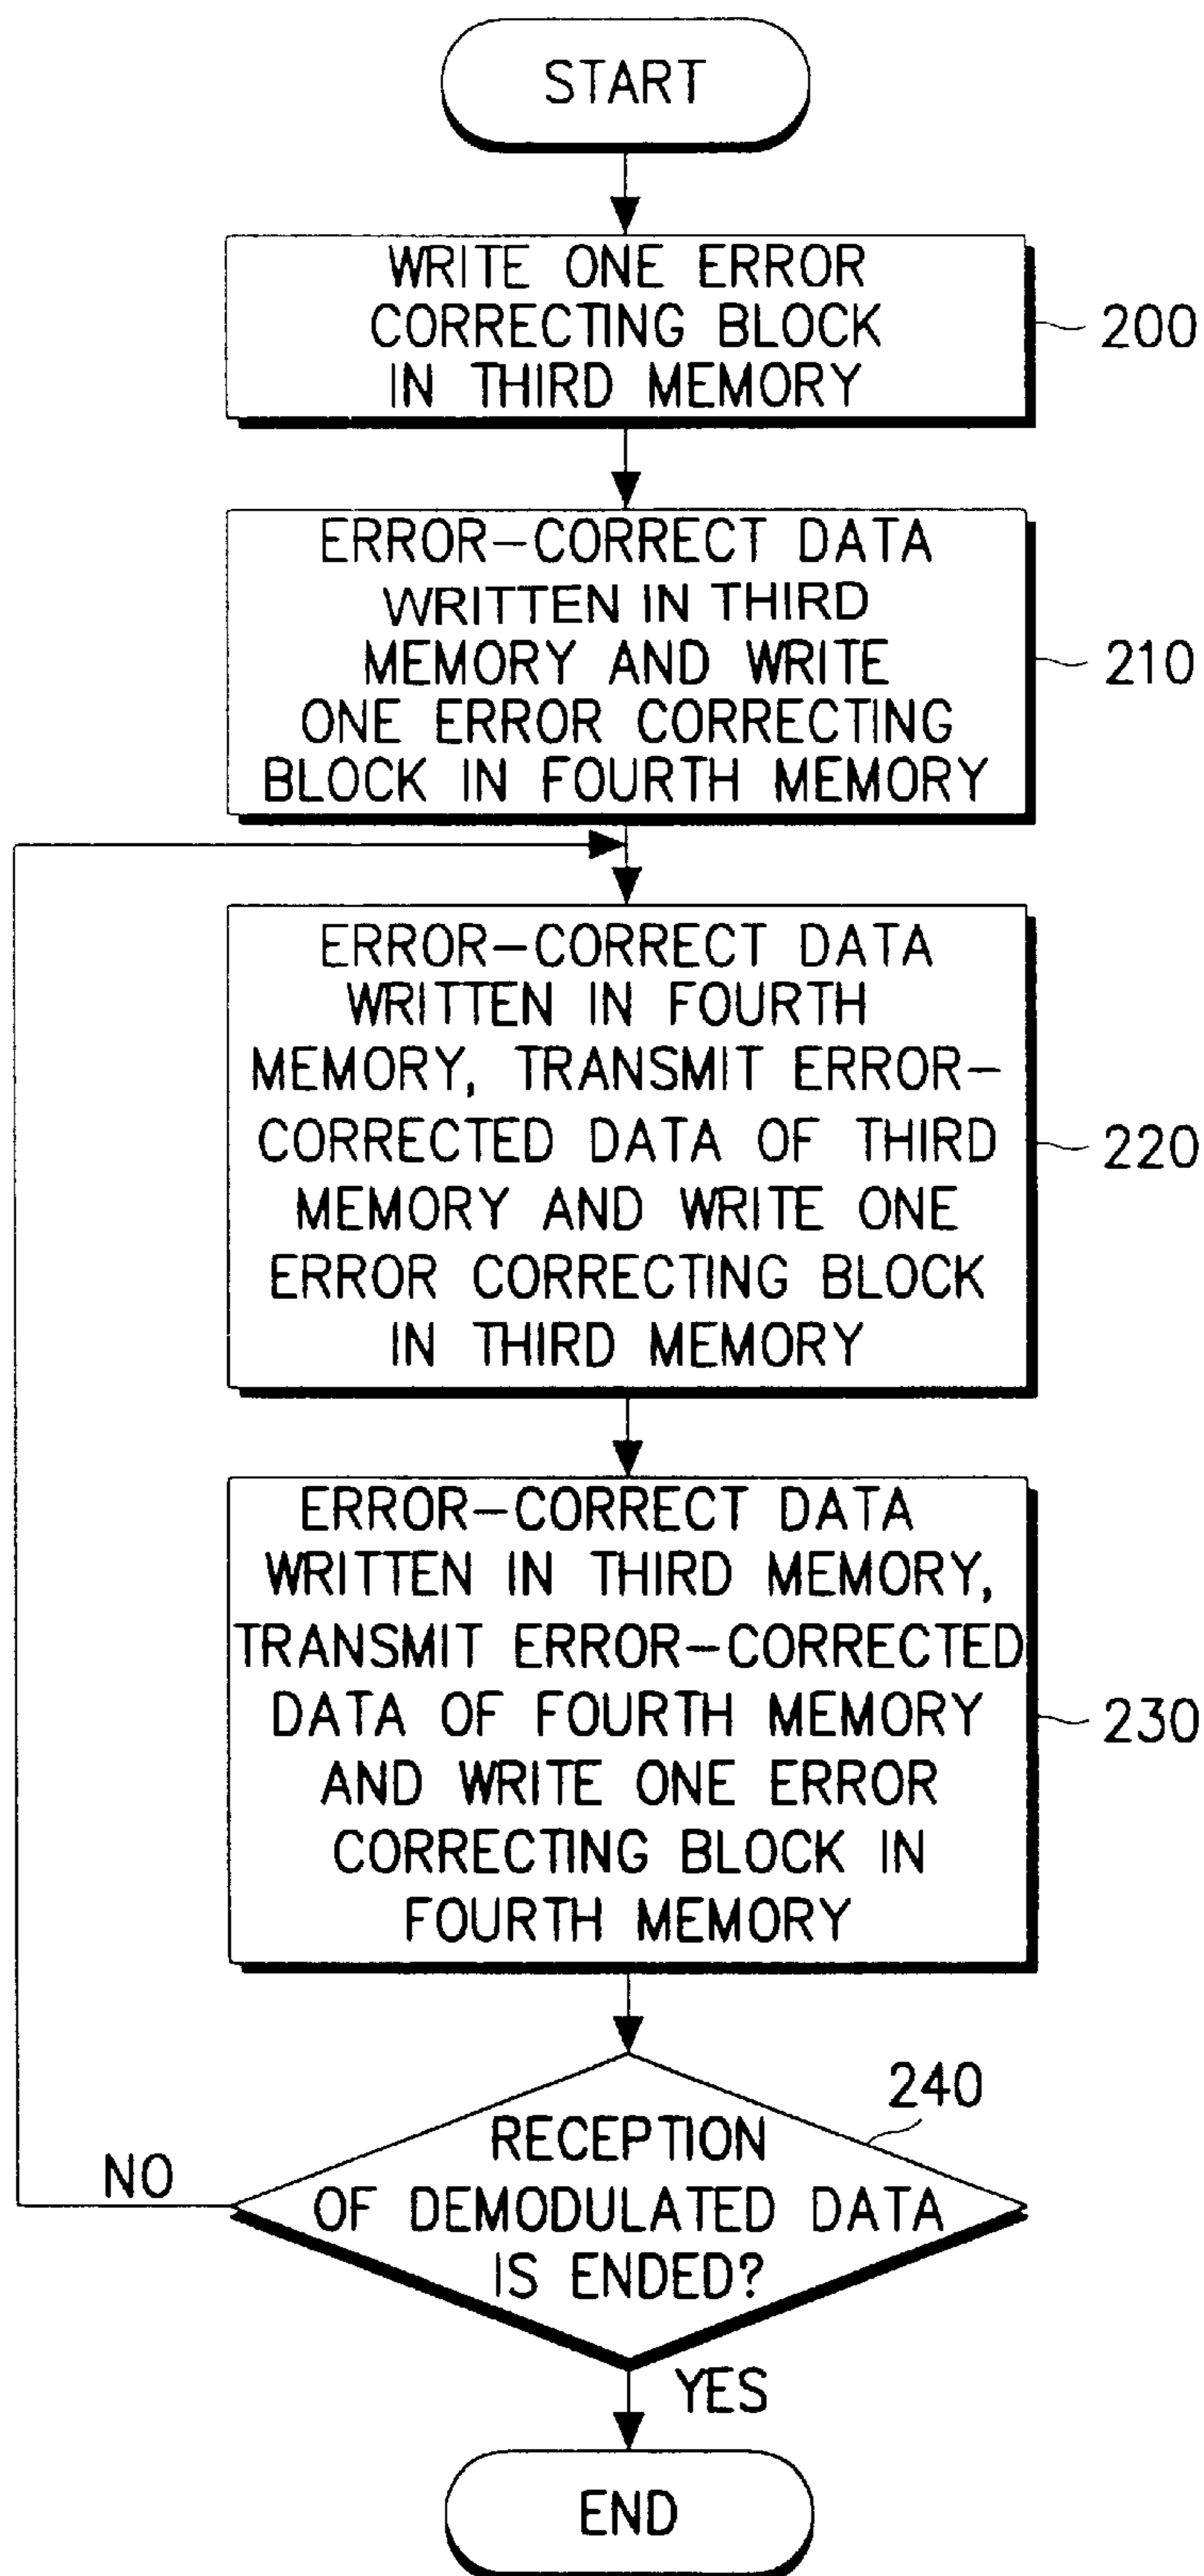 START
WRITE ONE ERROR
CORRECTING BLOCK
IN THIRD MEMORY
200
ERROR-CORRECT DATA
WRITTEN IN THIRD
MEMORY AND WRITE
ONE ERROR CORRECTING
BLOCK IN FOURTH MEMORY
210
ERROR-CORRECT DATA
WRITTEN IN FOURTH
MEMORY, TRANSMIT ERROR-
CORRECTED DATA OF THIRD
MEMORY AND WRITE ONE
ERROR CORRECTING BLOCK
IN THIRD MEMORY
220
ERROR-CORRECT DATA
WRITTEN IN THIRD MEMORY,
TRANSMIT ERROR-CORRECTED
DATA OF FOURTH MEMORY
AND WRITE ONE ERROR
CORRECTING BLOCK IN
FOURTH MEMORY
230
240
RECEPTION
OF DEMODULATED DATA
IS ENDED?
NO
YES
END